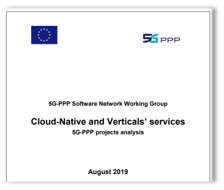 5G PPP
5G-PPP Software Network Working Group
Cloud-Native and Verticals' services
5G-PPP projects analysis
August 2019